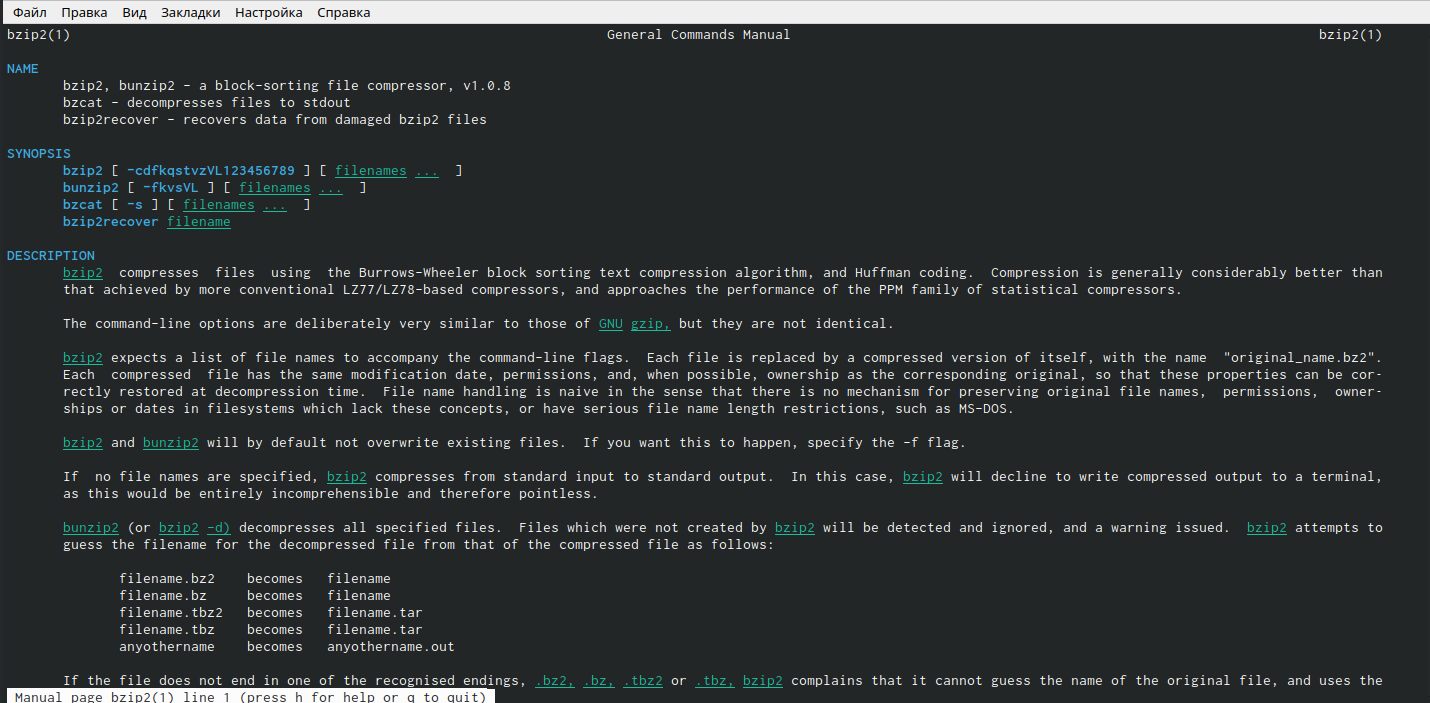 Файл Правка Вид Закладки Настройка Справка
bzip2(1) General Commands Manual bzip2(1)
NAME
bzip2, bunzip2 - a block-sorting file compressor, v1.0.8
bzcat - decompresses files to stdout
bzip2recover - recovers data from damaged bzip2 files
SYNOPSIS
bzip2 [ -cdfkqstvzVL123456789 ] [ filenames ... ]
bunzip2 [ -fkvsVL ] [ filenames ... ]
bzcat [ -s ] [ filenames ... ]
bzip2recover filename
DESCRIPTION
bzip2 compresses files using the Burrows-Wheeler block sorting text compression algorithm, and Huffman coding. Compression is generally considerably better than
that achieved by more conventional LZ77/LZ78-based compressors, and approaches the performance of the PPM family of statistical compressors.
The command-line options are deliberately very similar to those of GNU gzip, but they are not identical.
bzip2 expects a list of file names to accompany the command-line flags. Each file is replaced by a compressed version of itself, with the name "original_name.bz2".
Each compressed file has the same modification date, permissions, and, when possible, ownership as the corresponding original, so that these properties can be cor-
rectly restored at decompression time. File name handling is naive in the sense that there is no mechanism for preserving original file names, permissions, owner-
ships or dates in filesystems which lack these concepts, or have serious file name length restrictions, such as MS-DOS.
bzip2 and bunzip2 will by default not overwrite existing files. If you want this to happen, specify the -f flag.
If no file names are specified, bzip2 compresses from standard input to standard output. In this case, bzip2 will decline to write compressed output to a terminal,
as this would be entirely incomprehensible and therefore pointless.
bunzip2 (or bzip2 -d) decompresses all specified files. Files which were not created by bzip2 will be detected and ignored, and a warning issued. bzip2 attempts to
guess the filename for the decompressed file from that of the compressed file as follows:
filename.bz2 becomes filename
filename.bz becomes filename
filename.tbz2 becomes filename.tar
filename.tbz becomes filename.tar
anyothername becomes anyothername.out
If the file does not end in one of the recognised endings, .bz2, .bz, .tbz2 or .tbz, bzip2 complains that it cannot guess the name of the original file, and uses the
Manual page bzip2(1) line 1 (press h for help or q to quit)